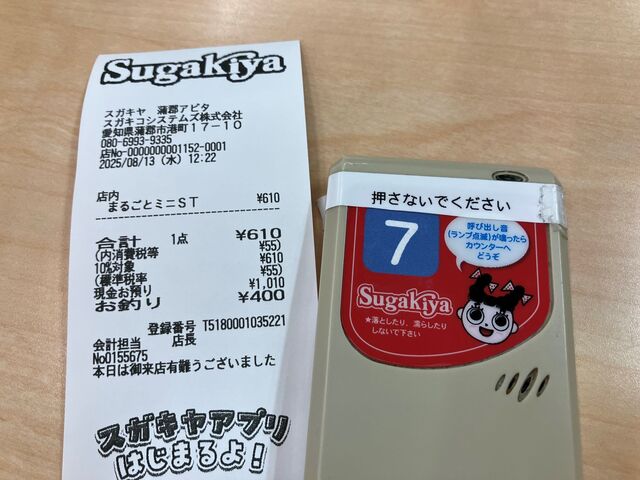 Sugakiya
スガキヤ 蒲郡アピタ
スガキコシステムズ株式会社
愛知県蒲郡市港町17-10
080-6993-9335
店No-0000000001152-0001
2025/08/13(水) 12:22
店内
まるごとミニST ¥610
合計 1点 ¥610
(内消費税等 ¥55)
10%対象 ¥610
(標準税率 ¥55)
現金お預り ¥1,010
お釣り ¥400
登録番号 T5180001035221
会計担当 店長
No0155675
本日は御来店有難うございました
スガキヤアプリ
はじまるよ!
押さないでください
7
呼び出し音
(ランプ点滅)が鳴ったら
カウンターへ
どうぞ
Sugakiya
★落としたり、濡らしたり
しないで下さい